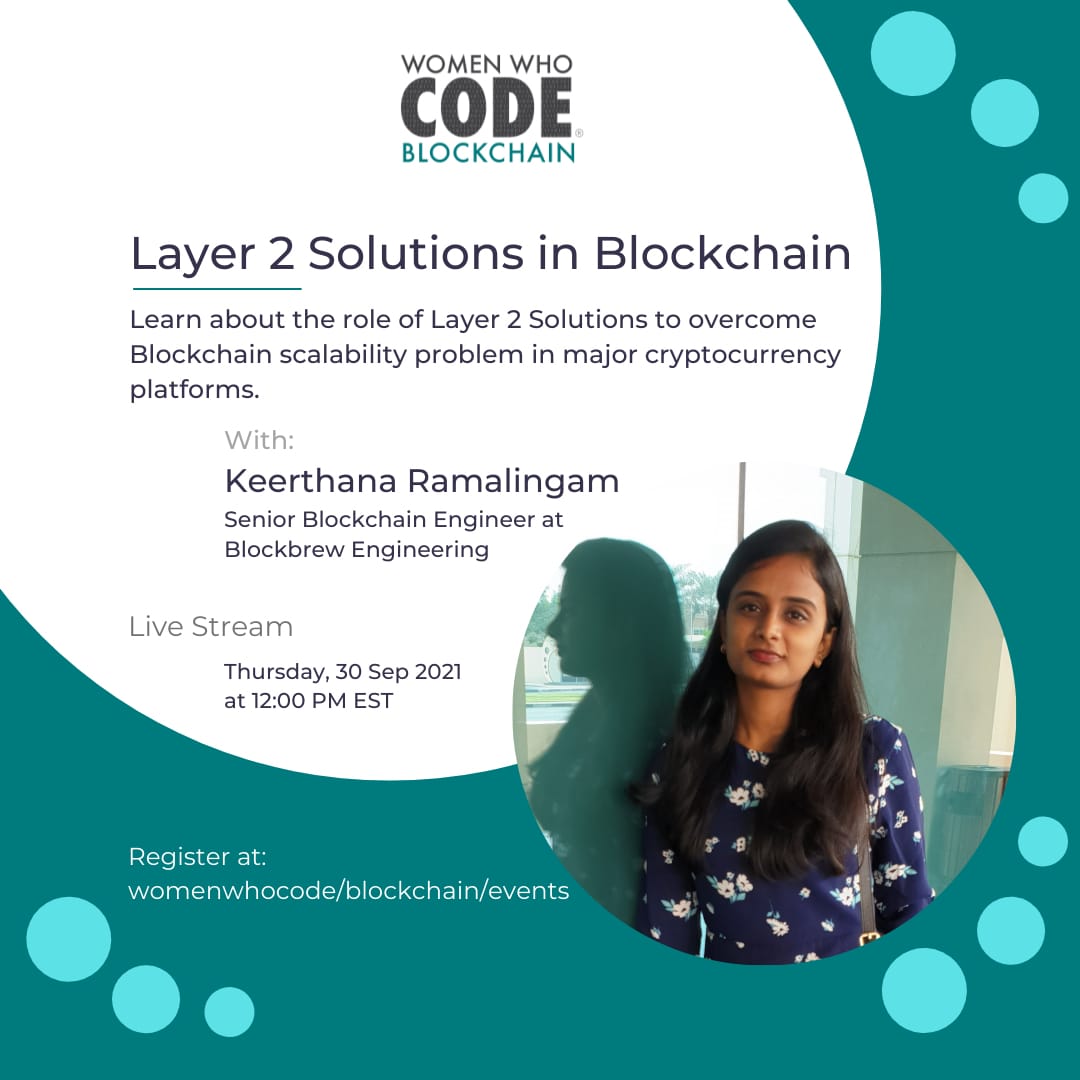 WOMEN WHO
CODE®
BLOCKCHAIN
Layer 2 Solutions in Blockchain
Learn about the role of Layer 2 Solutions to overcome
Blockchain scalability problem in major cryptocurrency
platforms.
With:
Keerthana Ramalingam
Senior Blockchain Engineer at
Blockbrew Engineering
Live Stream
Thursday, 30 Sep 2021
at 12:00 PM EST
Register at:
womenwhocode/blockchain/events